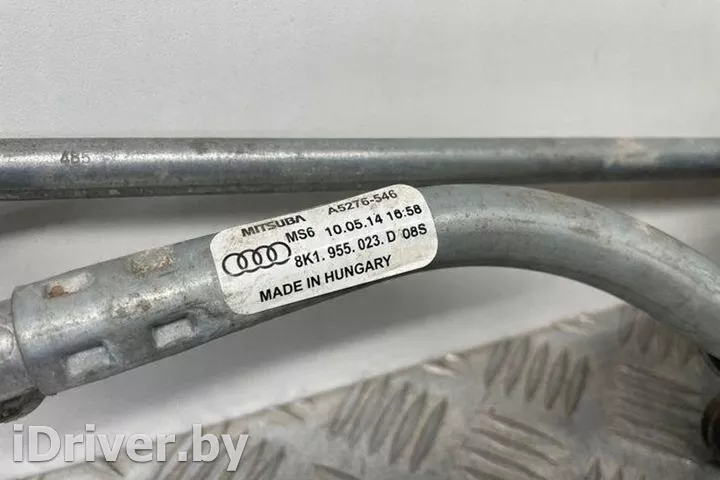 485
MITSUBA A5276-546
MS6 10.05.14 16:58
8K1.955.023.D 08S
MADE IN HUNGARY
iDriver.by